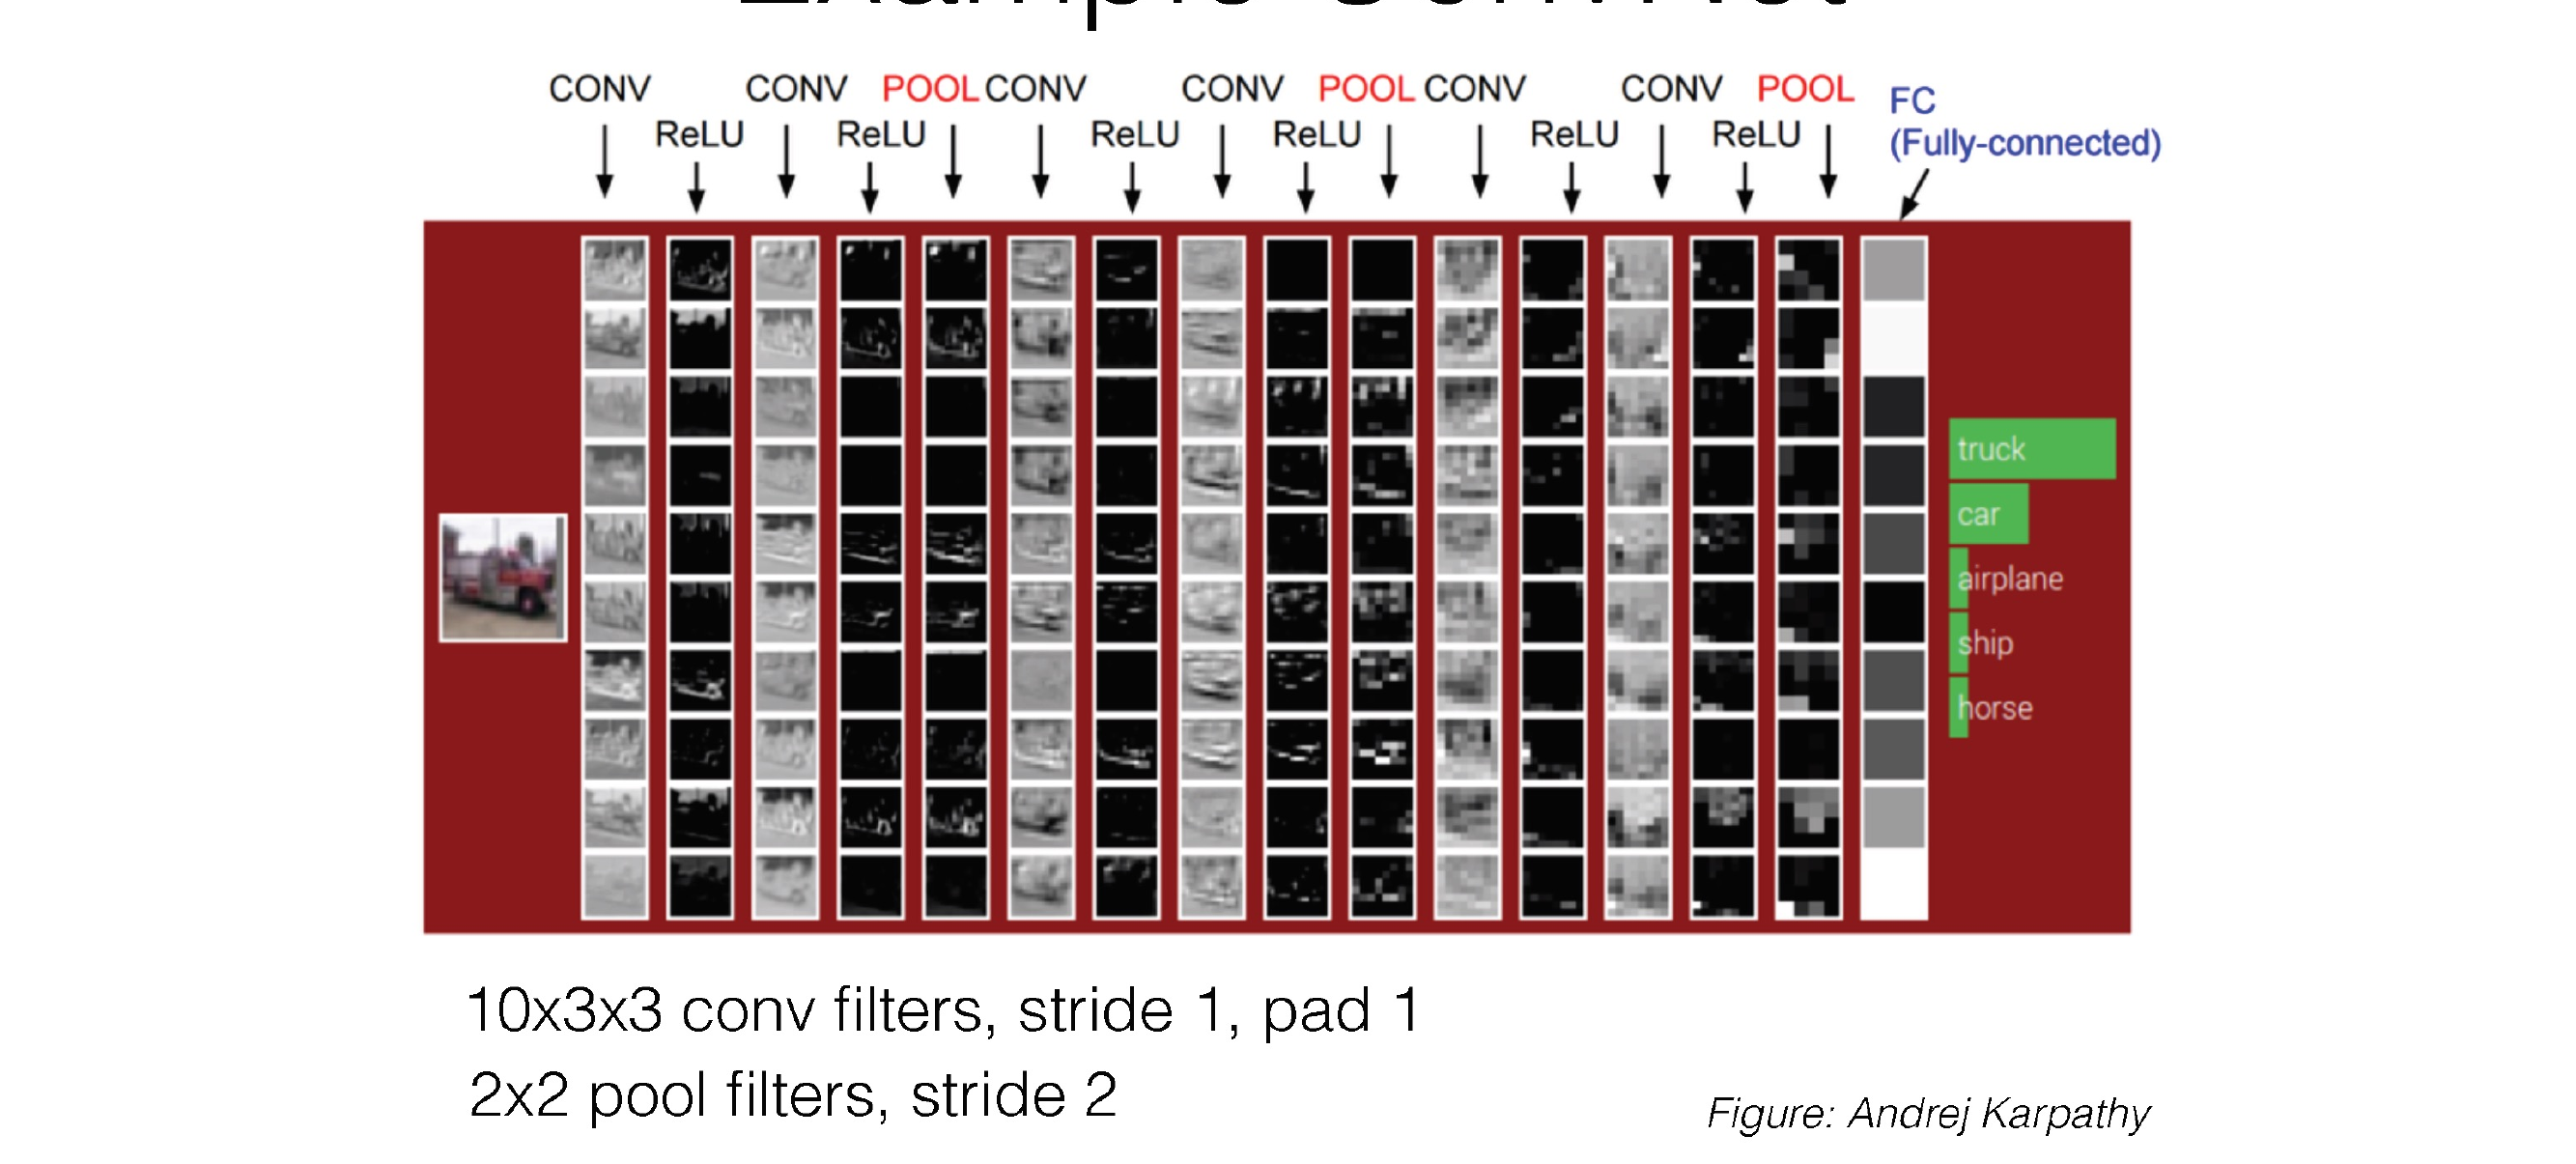 Example ConvNet
CONV CONV POOL CONV CONV POOL CONV CONV POOL FC
ReLU ReLU ReLU ReLU ReLU ReLU (Fully-connected)
truck
car
airplane
ship
horse
10x3x3 conv filters, stride 1, pad 1
2x2 pool filters, stride 2
Figure: Andrej Karpathy